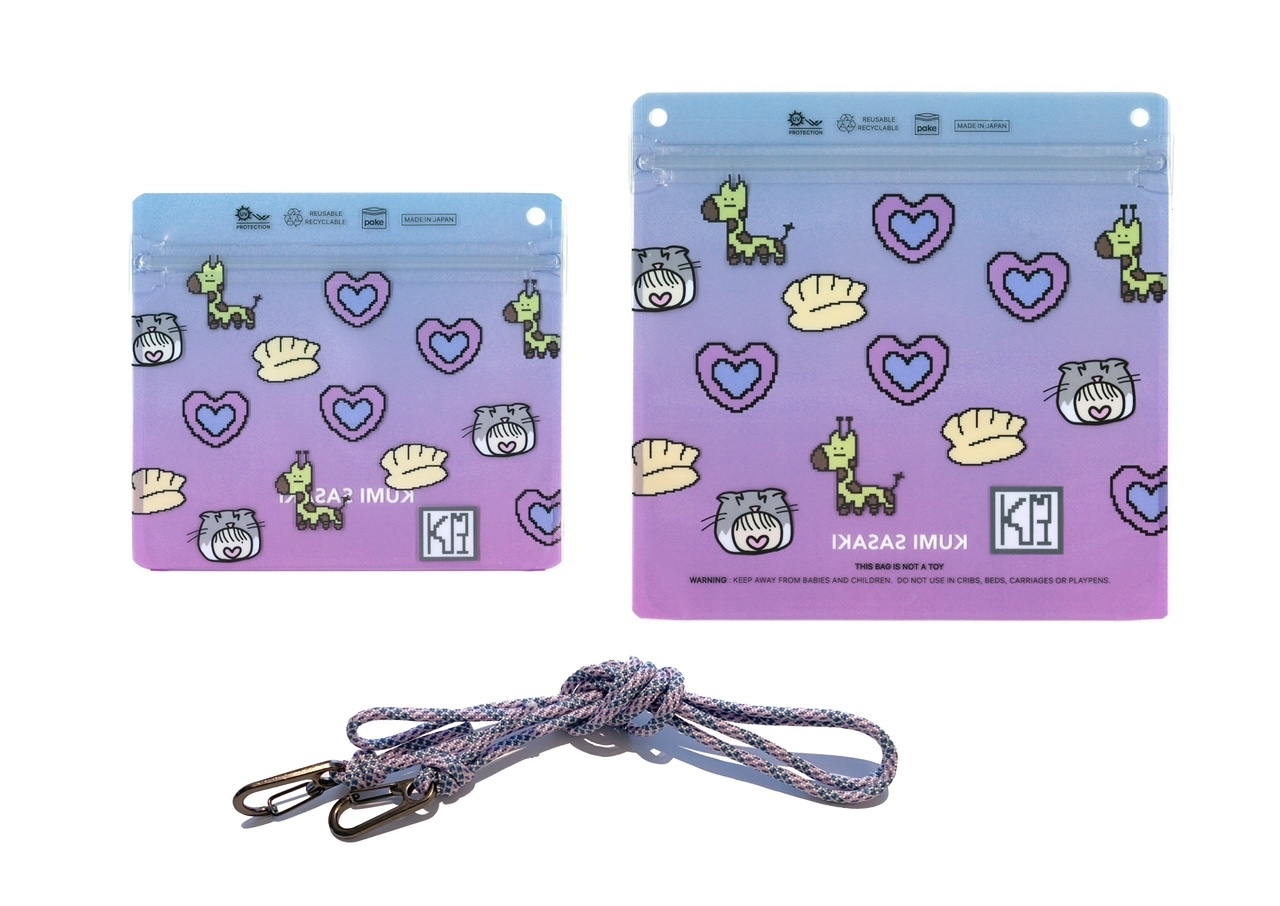 UV
PROTECTION
REUSABLE
RECYCLABLE
pake
MADE IN JAPAN
KUMI SASAKI
KUMI
UV
PROTECTION
REUSABLE
RECYCLABLE
pake
MADE IN JAPAN
KUMI SASAKI
KUMI
THIS BAG IS NOT A TOY
WARNING : KEEP AWAY FROM BABIES AND CHILDREN. DO NOT USE IN CRIBS, BEDS, CARRIAGES OR PLAYPENS.